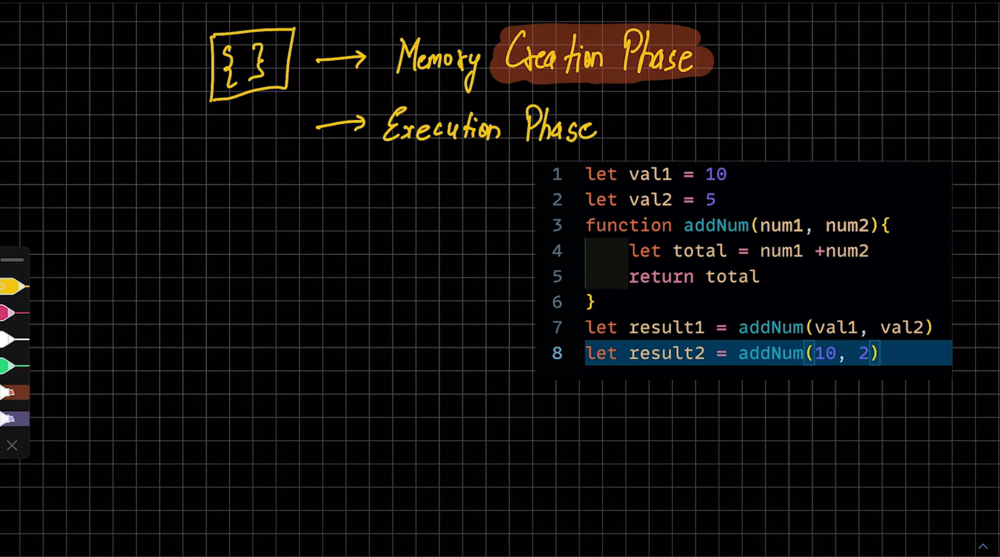 { } → Memory Creation Phase
→ Execution Phase
1 let val1 = 10
2 let val2 = 5
3 function addNum(num1, num2){
4 let total = num1 +num2
5 return total
6 }
7 let result1 = addNum(val1, val2)
8 let result2 = addNum(10, 2)